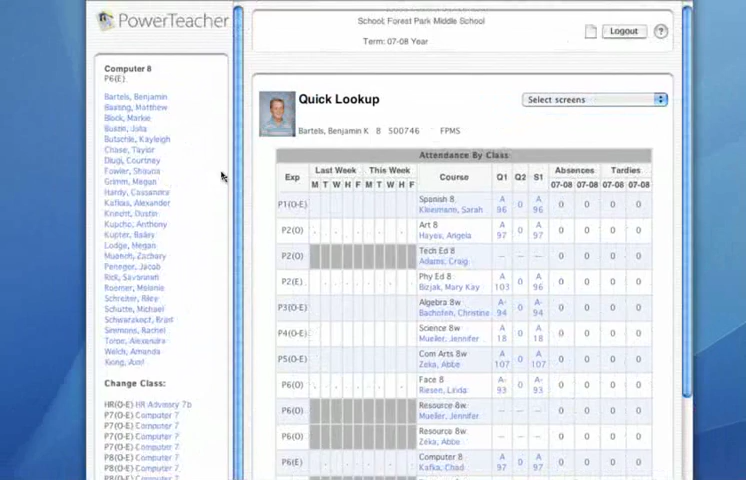 PowerTeacher
School: Forest Park Middle School
Term: 07-08 Year
Logout
?
Computer 8
P6(E)
Bartels, Benjamin
Basting, Matthew
Block, Markie
Bustin, Julia
Butschle, Kayleigh
Chase, Taylor
Dlugi, Courtney
Fowler, Shauna
Grimm, Megan
Hardy, Cassandra
Kafkas, Alexander
Knecht, Dustin
Kupcho, Anthony
Kupfer, Bailey
Lodge, Megan
Muench, Zachary
Penegor, Jacob
Rick, Savannah
Roemer, Melanie
Schreiter, Riley
Schutte, Michael
Schwarzkopf, Brant
Simmons, Rachel
Torpe, Alexandra
Welch, Amanda
Xiong, JunI
Change Class:
HR(O-E) HR Advisory 7b
P7(O-E) Computer 7
P7(O-E) Computer 7
P7(O-E) Computer 7
P7(O-E) Computer 7
P8(O-E) Computer 7
P8(O-E) Computer 7
Quick Lookup
Select screens
Bartels, Benjamin K 8 500746 FPMS
Attendance By Class
Exp Last Week This Week Course Q1 Q2 S1 Absences Tardies
M T W H F M T W H F 07-08 07-08 07-08 07-08
P1(O-E) Spanish 8 Kleinmann, Sarah A 96 0 A 96 0 0 0 0
P2(O) Art 8 Hayes, Angela A 97 0 A 97 0 0 0 0
P2(O) Tech Ed 8 Adams, Craig -- -- -- 0 0 0 0
P2(E) Phy Ed 8 Bizjak, Mary Kay A 103 0 A 96 0 0 0 0
P3(O-E) Algebra 8w Bachofen, Christine A- 94 0 A- 94 0 0 0 0
P4(O-E) Science 8w Mueller, Jennifer A 18 0 A 18 0 0 0 0
P5(O-E) Com Arts 8w Zeka, Abbe A 107 0 A 107 0 0 0 0
P6(O) Face 8 Riesen, Linda A- 93 0 A- 93 0 0 0 0
P6(O) Resource 8w Mueller, Jennifer -- -- 0 0 0 0
P6(O) Resource 8w Zeka, Abbe -- -- 0 0 0 0
P6(E) Computer 8 Kafka, Chad A 97 0 A 97 0 0 0 0